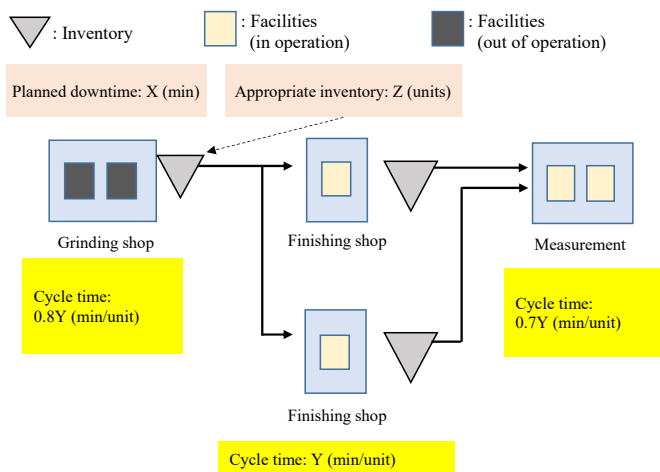 : Inventory
: Facilities
(in operation)
: Facilities
(out of operation)
Planned downtime: X (min)
Appropriate inventory: Z (units)
Grinding shop
Finishing shop
Measurement
Cycle time:
0.8Y (min/unit)
Cycle time:
0.7Y (min/unit)
Finishing shop
Cycle time: Y (min/unit)